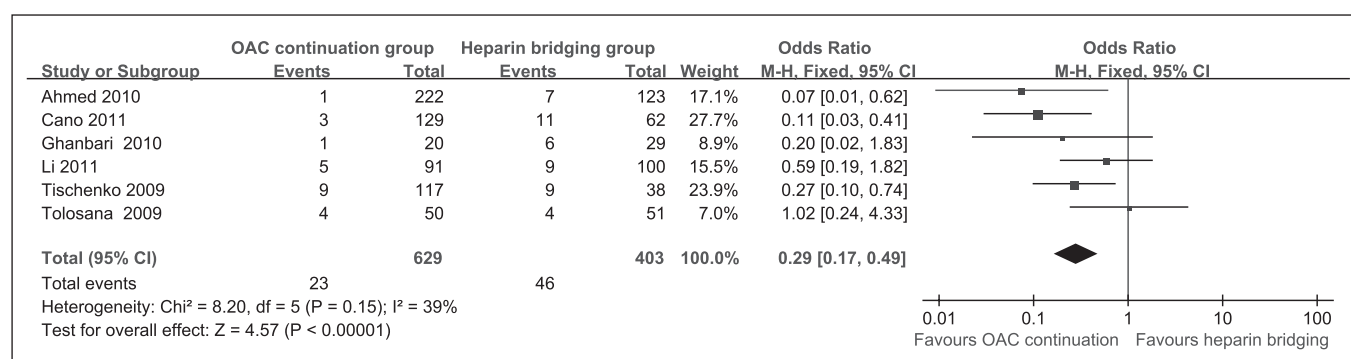 OAC continuation group Heparin bridging group Odds Ratio Odds Ratio
Study or Subgroup Events Total Events Total Weight M-H, Fixed, 95% CI M-H, Fixed, 95% CI
Ahmed 2010 1 222 7 123 17.1% 0.07 [0.01, 0.62]
Cano 2011 3 129 11 62 27.7% 0.11 [0.03, 0.41]
Ghanbari 2010 1 20 6 29 8.9% 0.20 [0.02, 1.83]
Li 2011 5 91 9 100 15.5% 0.59 [0.19, 1.82]
Tischenko 2009 9 117 9 38 23.9% 0.27 [0.10, 0.74]
Tolosana 2009 4 50 4 51 7.0% 1.02 [0.24, 4.33]
Total (95% CI) 629 403 100.0% 0.29 [0.17, 0.49]
Total events 23 46
Heterogeneity: Chi² = 8.20, df = 5 (P = 0.15); I² = 39%
Test for overall effect: Z = 4.57 (P < 0.00001)
0.01 0.1 1 10 100
Favours OAC continuation Favours heparin bridging